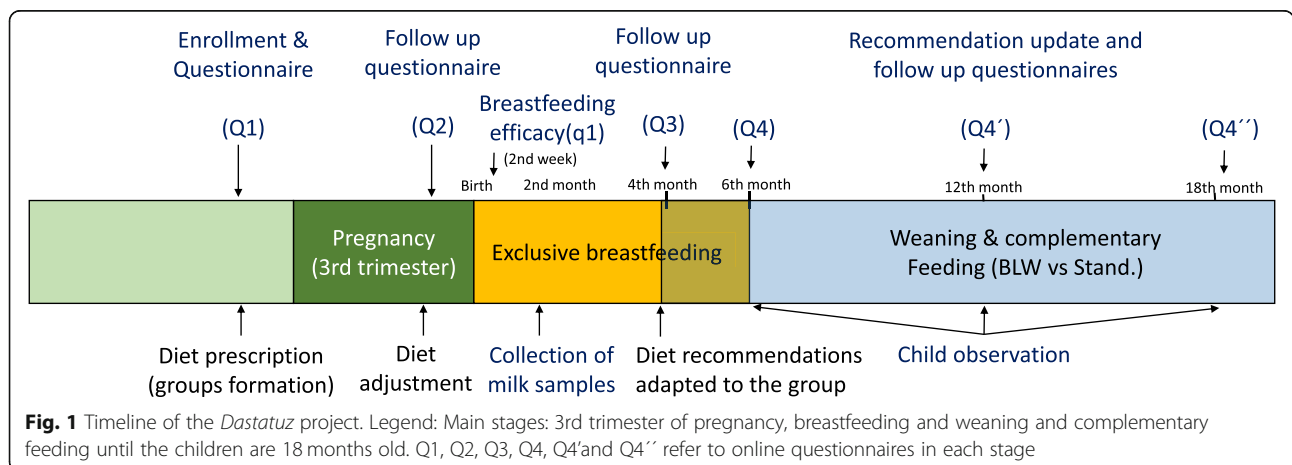 Enrollment &
Questionnaire
Follow up
questionnaire
Follow up
questionnaire
Recommendation update and
follow up questionnaires
Breastfeeding
efficacy(q1)
(2nd week)
(Q1)
(Q2)
(Q3)
(Q4)
(Q4´)
(Q4´´)
Birth
2nd month
4th month
6th month
12th month
18th month
Pregnancy
(3rd trimester)
Exclusive breastfeeding
Weaning & complementary
Feeding (BLW vs Stand.)
Diet prescription
(groups formation)
Diet
adjustment
Collection of
milk samples
Diet recommendations
adapted to the group
Child observation
Fig. 1 Timeline of the Dastatuz project. Legend: Main stages: 3rd trimester of pregnancy, breastfeeding and weaning and complementary
feeding until the children are 18 months old. Q1, Q2, Q3, Q4, Q4’and Q4´´ refer to online questionnaires in each stage